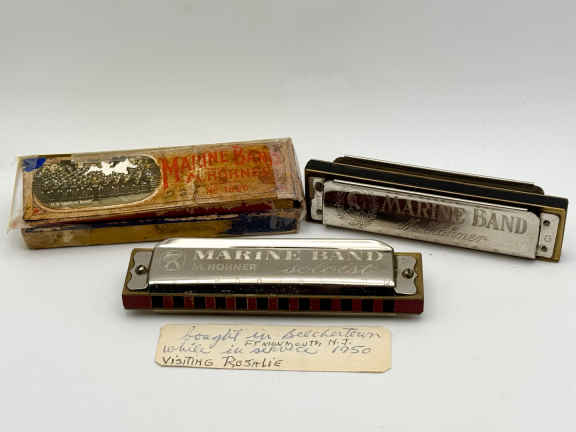 MARINE BAND
M. HOHNER
MARINE BAND
M. Hohner
G
MARINE BAND
M. HOHNER soloist
bought in Belchertown
while in service 1950
FT MONMOUTH N.J.
VISITING ROSALIE